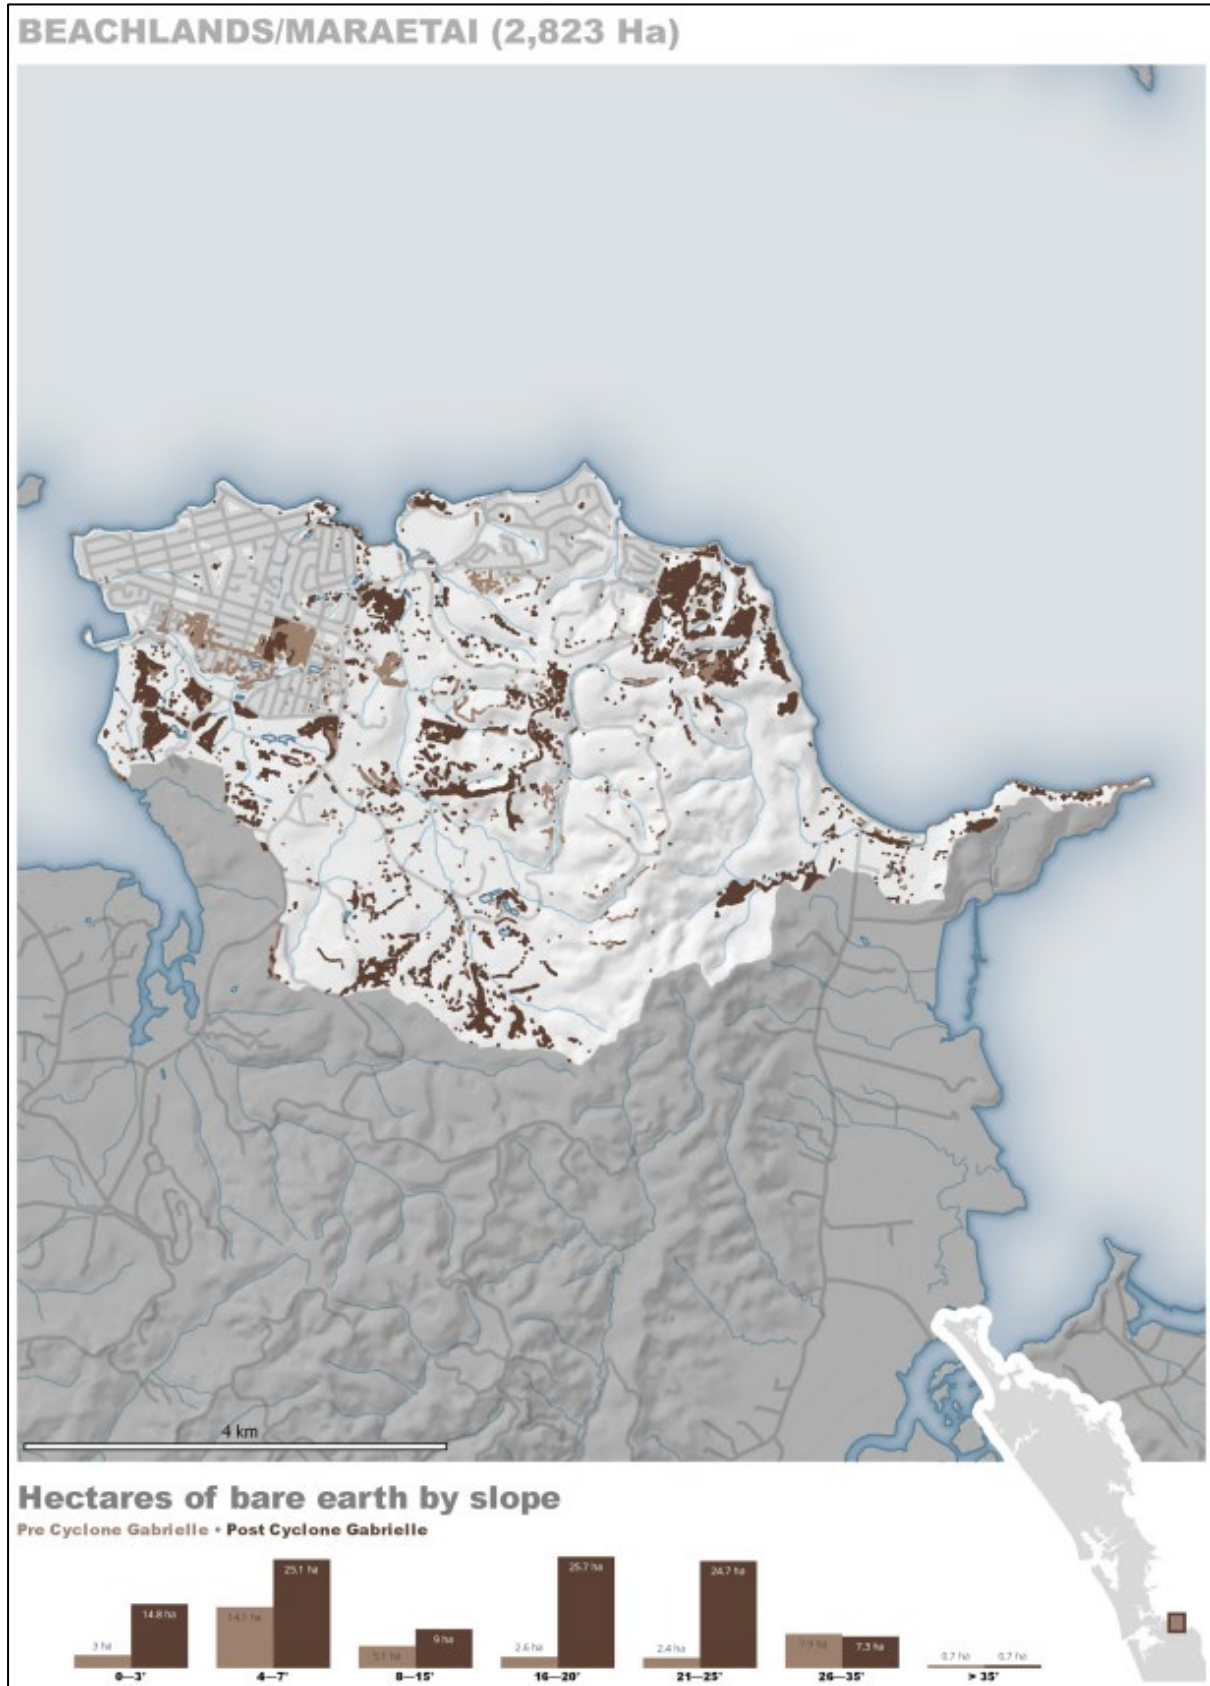 BEACHLANDS/MARAETAI (2,823 Ha)
4 km
Hectares of bare earth by slope
Pre Cyclone Gabrielle • Post Cyclone Gabrielle
3 ha 14.8 ha 14.1 ha 25.1 ha 5.1 ha 9 ha 2.6 ha 25.7 ha 2.4 ha 24.7 ha 7.9 ha 7.3 ha 0.7 ha 0.7 ha
0—3° 4—7° 8—15° 16—20° 21—25° 26—35° > 35°